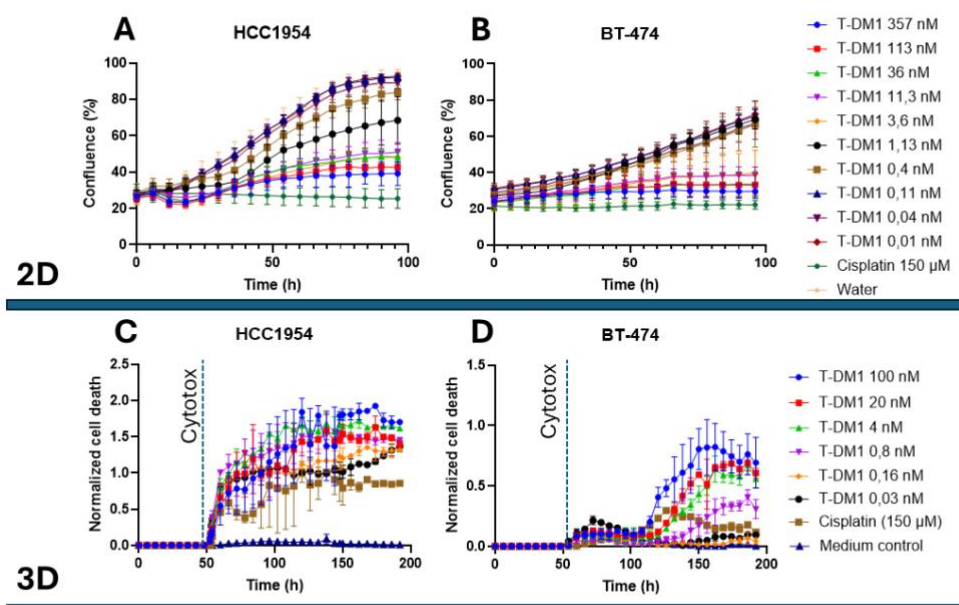 A
HCC1954
B
BT-474
Confluence (%)
100
80
60
40
20
0
0
50
100
Time (h)
Confluence (%)
100
80
60
40
20
0
0
50
100
Time (h)
T-DM1 357 nM
T-DM1 113 nM
T-DM1 36 nM
T-DM1 11,3 nM
T-DM1 3,6 nM
T-DM1 1,13 nM
T-DM1 0,4 nM
T-DM1 0,11 nM
T-DM1 0,04 nM
T-DM1 0,01 nM
Cisplatin 150 µM
Water
2D
C
HCC1954
D
BT-474
Normalized cell death
2.5
2.0
1.5
1.0
0.5
0.0
Cytotox
0
50
100
150
200
Time (h)
Normalized cell death
1.5
1.0
0.5
0.0
Cytotox
0
50
100
150
200
Time (h)
T-DM1 100 nM
T-DM1 20 nM
T-DM1 4 nM
T-DM1 0,8 nM
T-DM1 0,16 nM
T-DM1 0,03 nM
Cisplatin (150 µM)
Medium control
3D